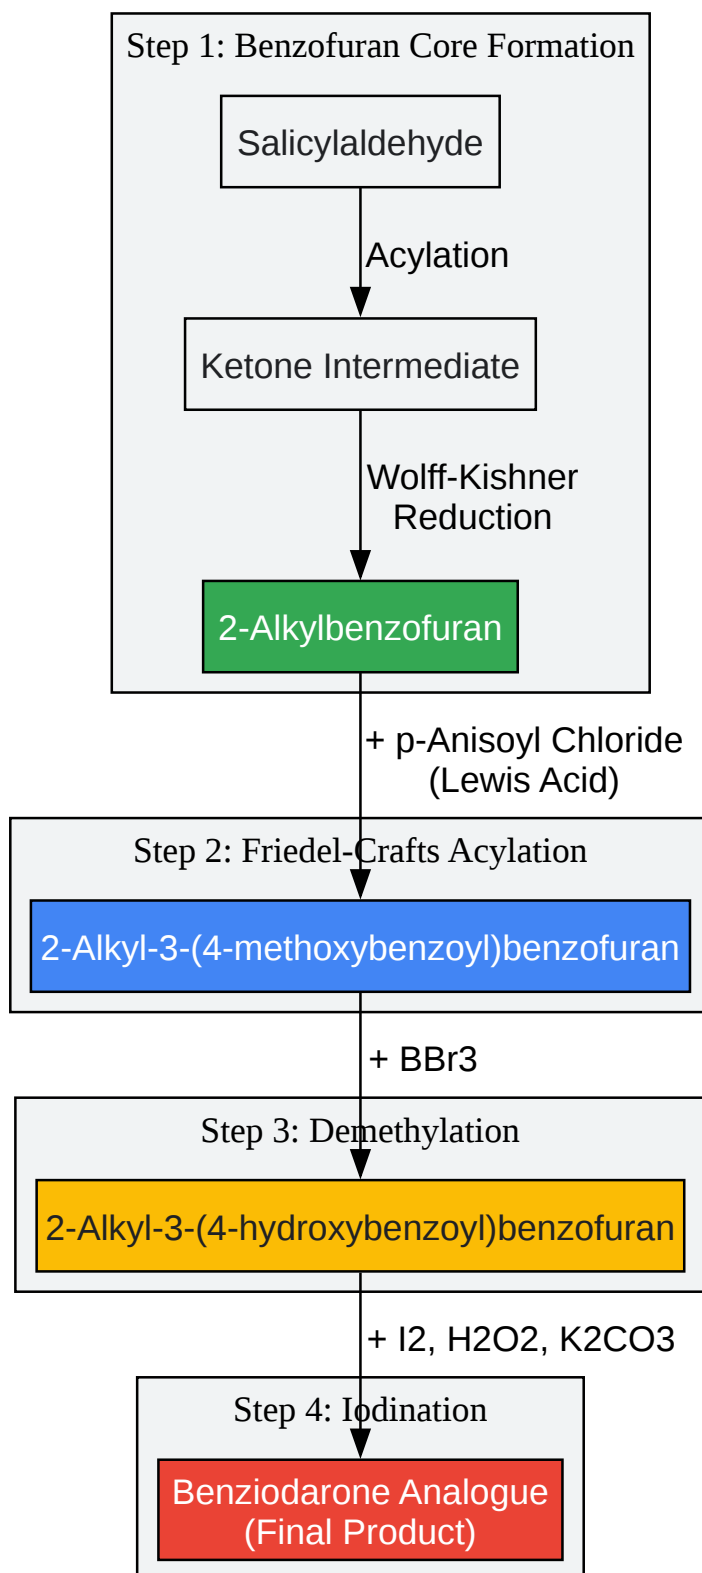 Step 1: Benzofuran Core Formation
Salicylaldehyde
Acylation
Ketone Intermediate
Wolff-Kishner
Reduction
2-Alkylbenzofuran
+ p-Anisoyl Chloride
(Lewis Acid)
Step 2: Friedel-Crafts Acylation
2-Alkyl-3-(4-methoxybenzoyl)benzofuran
+ BBr3
Step 3: Demethylation
2-Alkyl-3-(4-hydroxybenzoyl)benzofuran
+ I2, H2O2, K2CO3
Step 4: Iodination
Benziodarone Analogue
(Final Product)